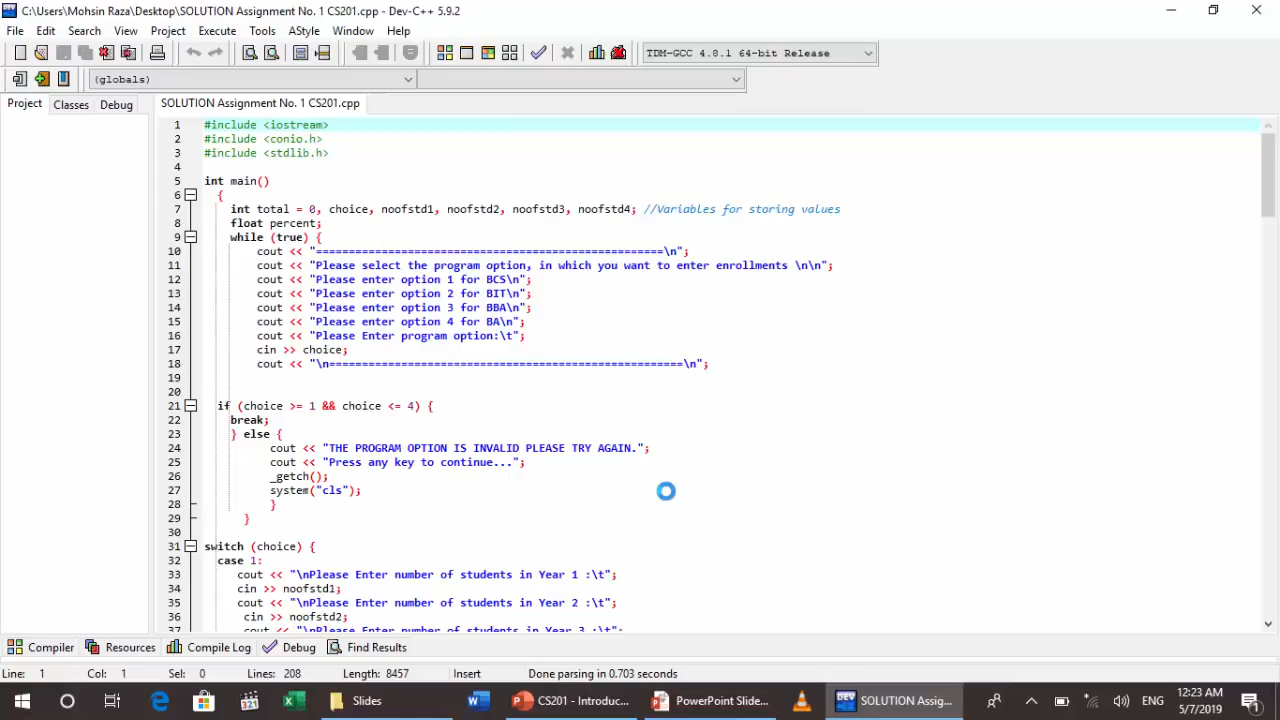 C:\Users\Mohsin Raza\Desktop\SOLUTION Assignment No. 1 CS201.cpp - Dev-C++ 5.9.2
File Edit Search View Project Execute Tools AStyle Window Help
TDM-GCC 4.8.1 64-bit Release
(globals)
Project Classes Debug SOLUTION Assignment No. 1 CS201.cpp
1 #include <iostream>
2 #include <conio.h>
3 #include <stdlib.h>
4
5 int main()
6 {
7 int total = 0, choice, noofstd1, noofstd2, noofstd3, noofstd4; //Variables for storing values
8 float percent;
9 while (true) {
10 cout << "=====================================================\n";
11 cout << "Please select the program option, in which you want to enter enrollments \n\n";
12 cout << "Please enter option 1 for BCS\n";
13 cout << "Please enter option 2 for BIT\n";
14 cout << "Please enter option 3 for BBA\n";
15 cout << "Please enter option 4 for BA\n";
16 cout << "Please Enter program option:\t";
17 cin >> choice;
18 cout << "\n======================================================\n";
19
20
21 if (choice >= 1 && choice <= 4) {
22 break;
23 } else {
24 cout << "THE PROGRAM OPTION IS INVALID PLEASE TRY AGAIN.";
25 cout << "Press any key to continue...";
26 _getch();
27 system("cls");
28 }
29 }
30
31 switch (choice) {
32 case 1:
33 cout << "\nPlease Enter number of students in Year 1 :\t";
34 cin >> noofstd1;
35 cout << "\nPlease Enter number of students in Year 2 :\t";
36 cin >> noofstd2;
37 cout << "\nPlease Enter number of students in Year 3 :\t";
Compiler Resources Compile Log Debug Find Results
Line: 1 Col: 1 Sel: 0 Lines: 208 Length: 8457 Insert Done parsing in 0.703 seconds
Slides CS201 - Introduc... PowerPoint Slide... SOLUTION Assig... ENG 12:23 AM
5/7/2019